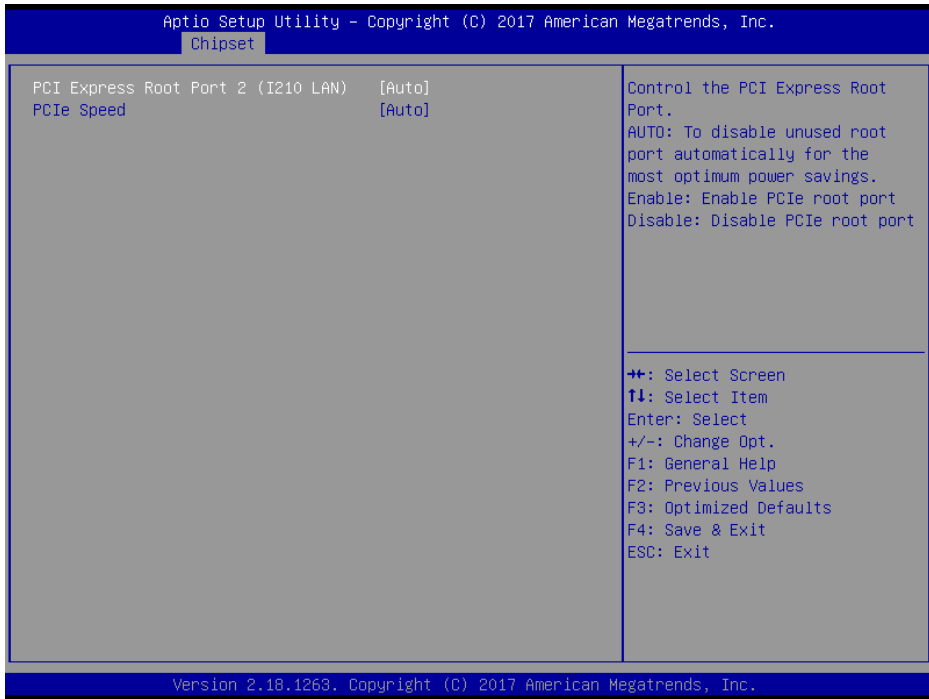 Aptio Setup Utility – Copyright (C) 2017 American Megatrends, Inc.
Chipset
PCI Express Root Port 2 (I210 LAN) [Auto]
PCIe Speed [Auto]
Control the PCI Express Root
Port.
AUTO: To disable unused root
port automatically for the
most optimum power savings.
Enable: Enable PCIe root port
Disable: Disable PCIe root port
→←: Select Screen
↑↓: Select Item
Enter: Select
+/-: Change Opt.
F1: General Help
F2: Previous Values
F3: Optimized Defaults
F4: Save & Exit
ESC: Exit
Version 2.18.1263. Copyright (C) 2017 American Megatrends, Inc.